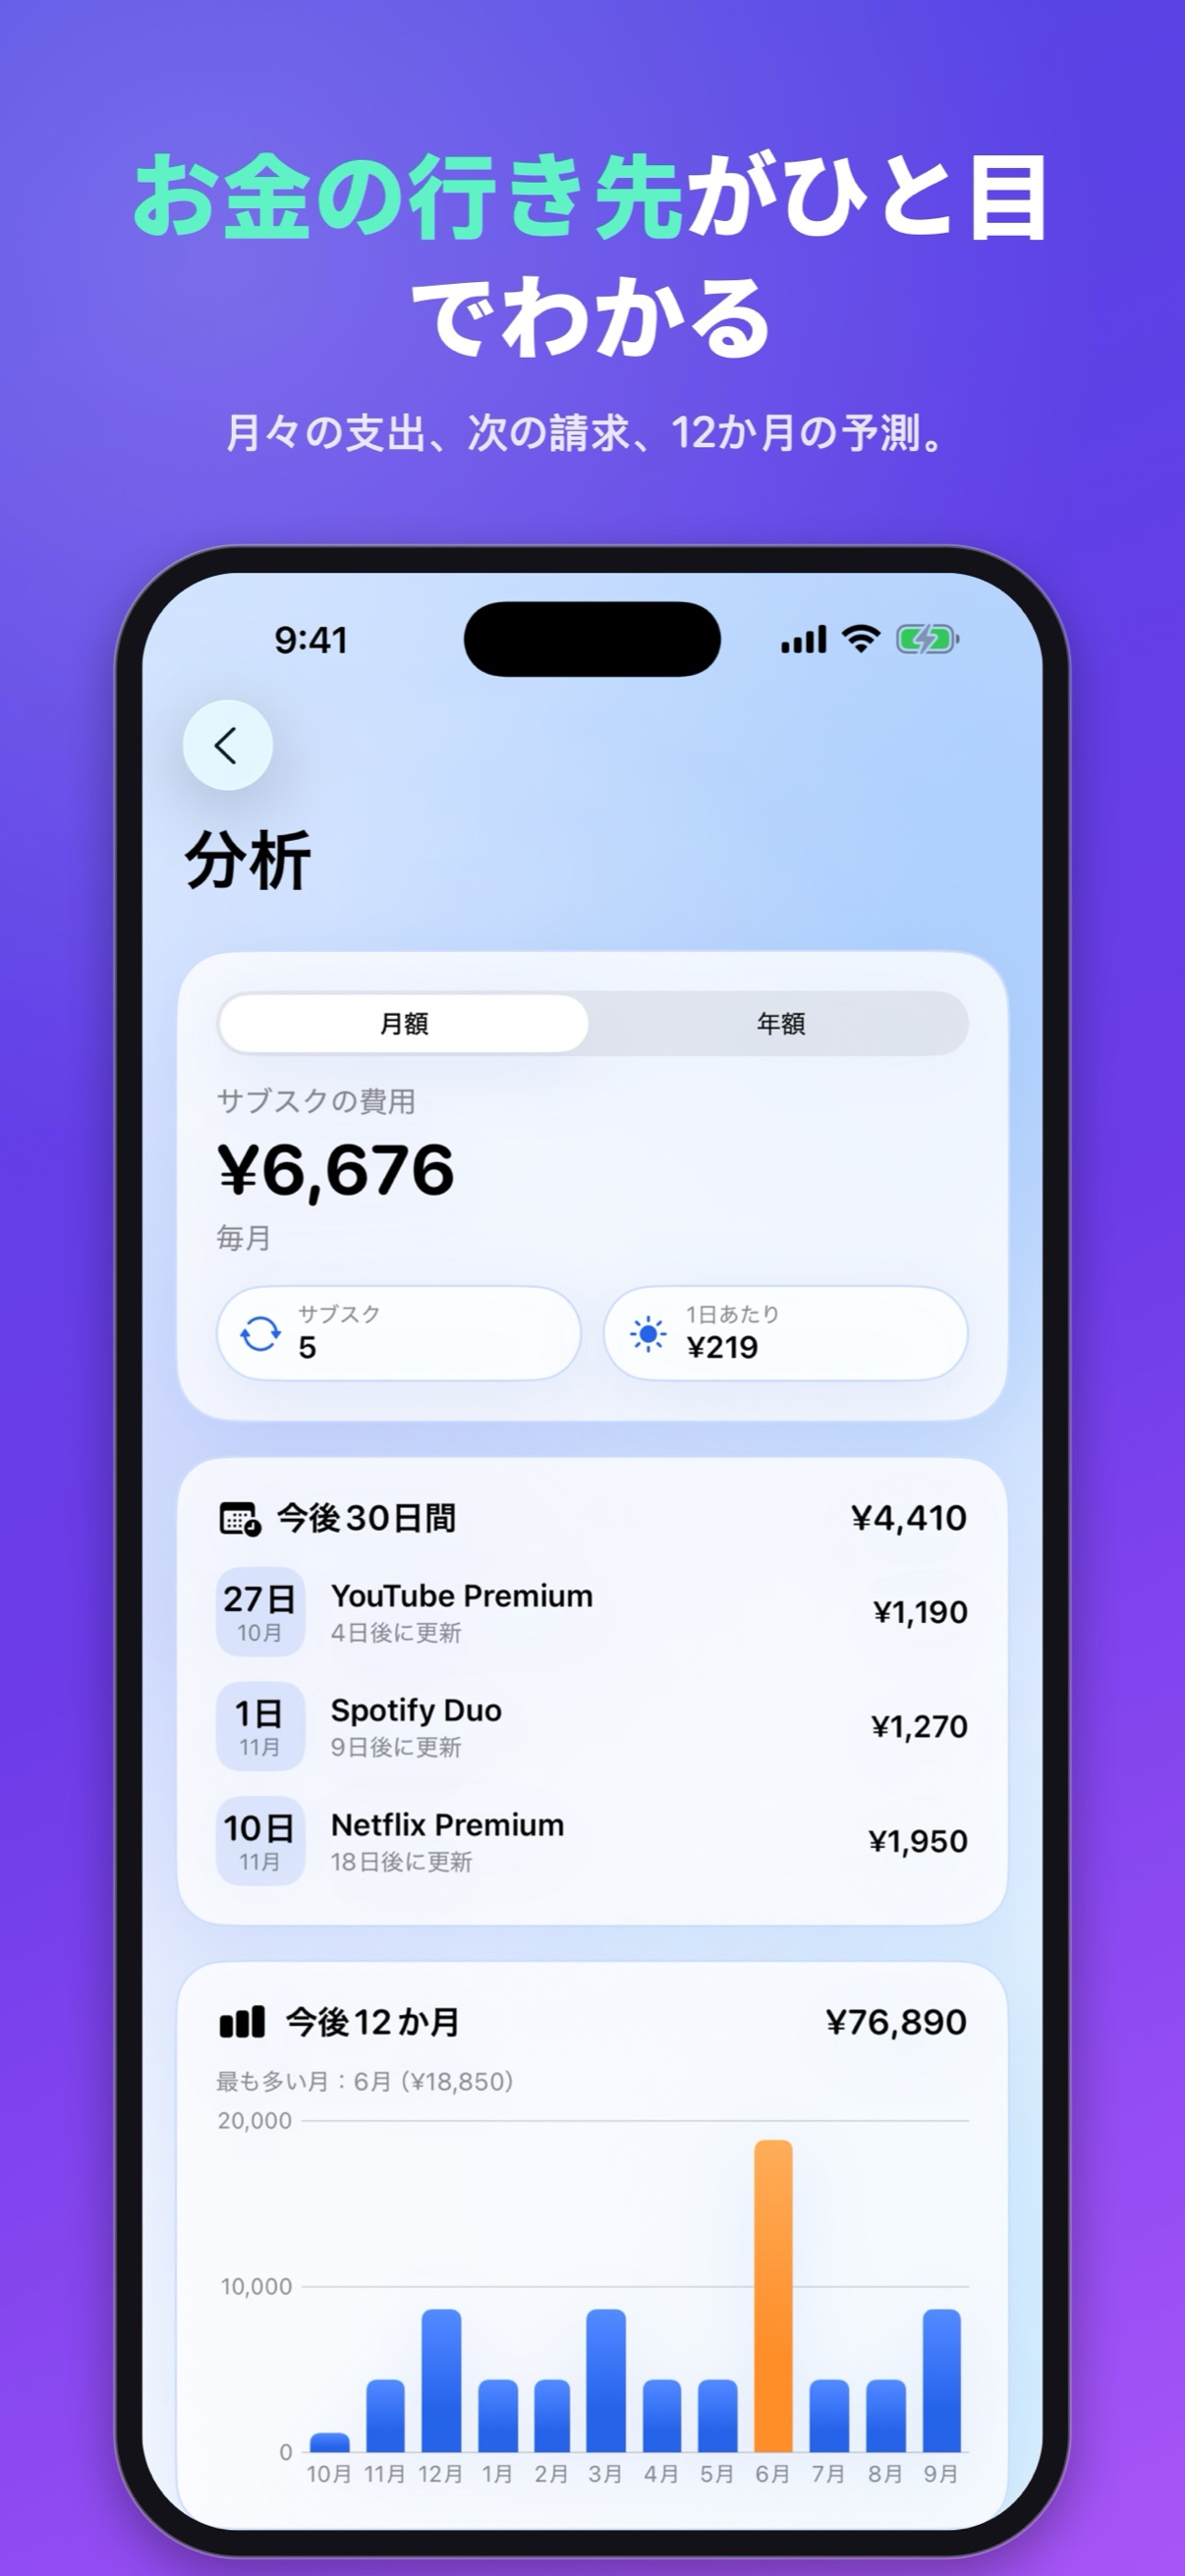 お金の行き先がひと目
でわかる
月々の支出、次の請求、12か月の予測。
9:41
分析
月額 年額
サブスクの費用
¥6,676
毎月
サブスク 1日あたり
5 ¥219
今後30日間 ¥4,410
27日 YouTube Premium ¥1,190
10月 4日後に更新
1日 Spotify Duo ¥1,270
11月 9日後に更新
10日 Netflix Premium ¥1,950
11月 18日後に更新
今後12か月 ¥76,890
最も多い月：6月（¥18,850）
20,000
10,000
0
10月 11月 12月 1月 2月 3月 4月 5月 6月 7月 8月 9月